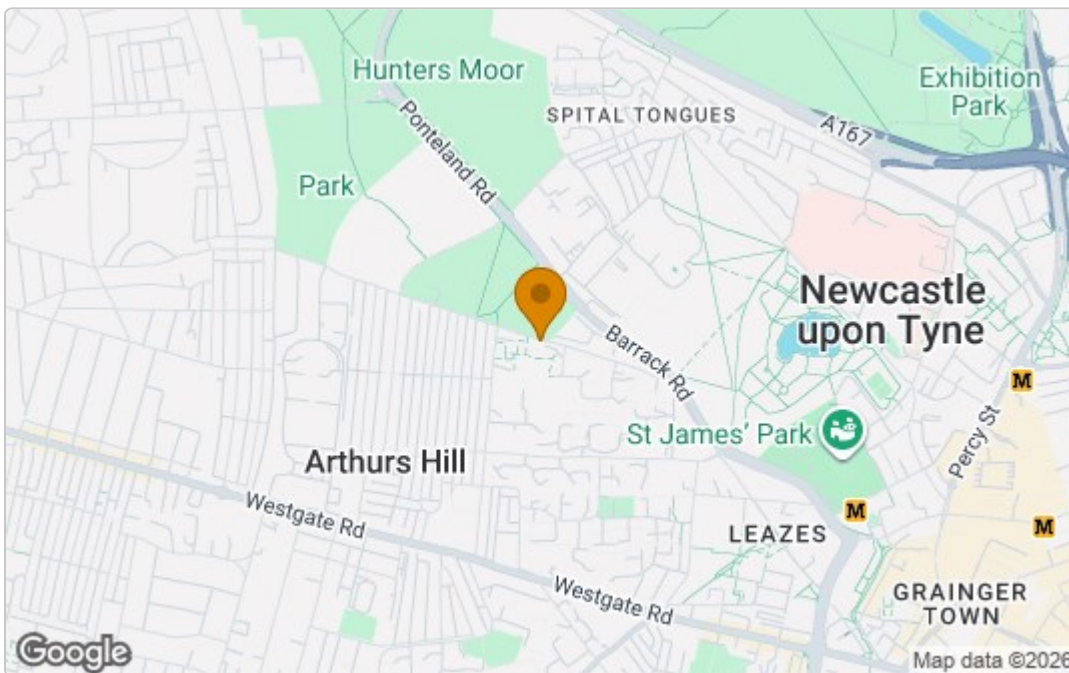 Hunters Moor
Park
Ponteland Rd
SPITAL TONGUES
A167
Exhibition
Park
Newcastle
upon Tyne
Barrack Rd
St James' Park
Percy St
M
Arthurs Hill
Westgate Rd
M
LEAZES
M
Westgate Rd
GRAINGER
TOWN
Google
Map data ©2026